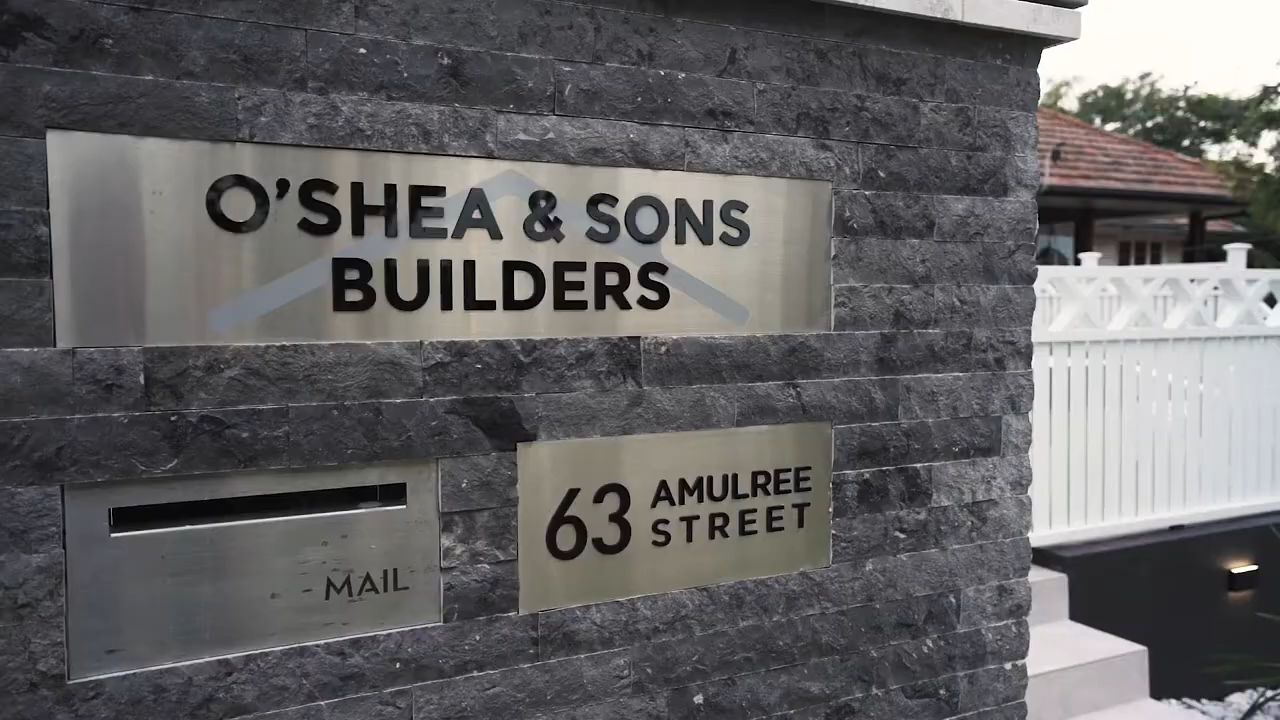 O'SHEA & SONS
BUILDERS
63 AMULREE
STREET
MAIL